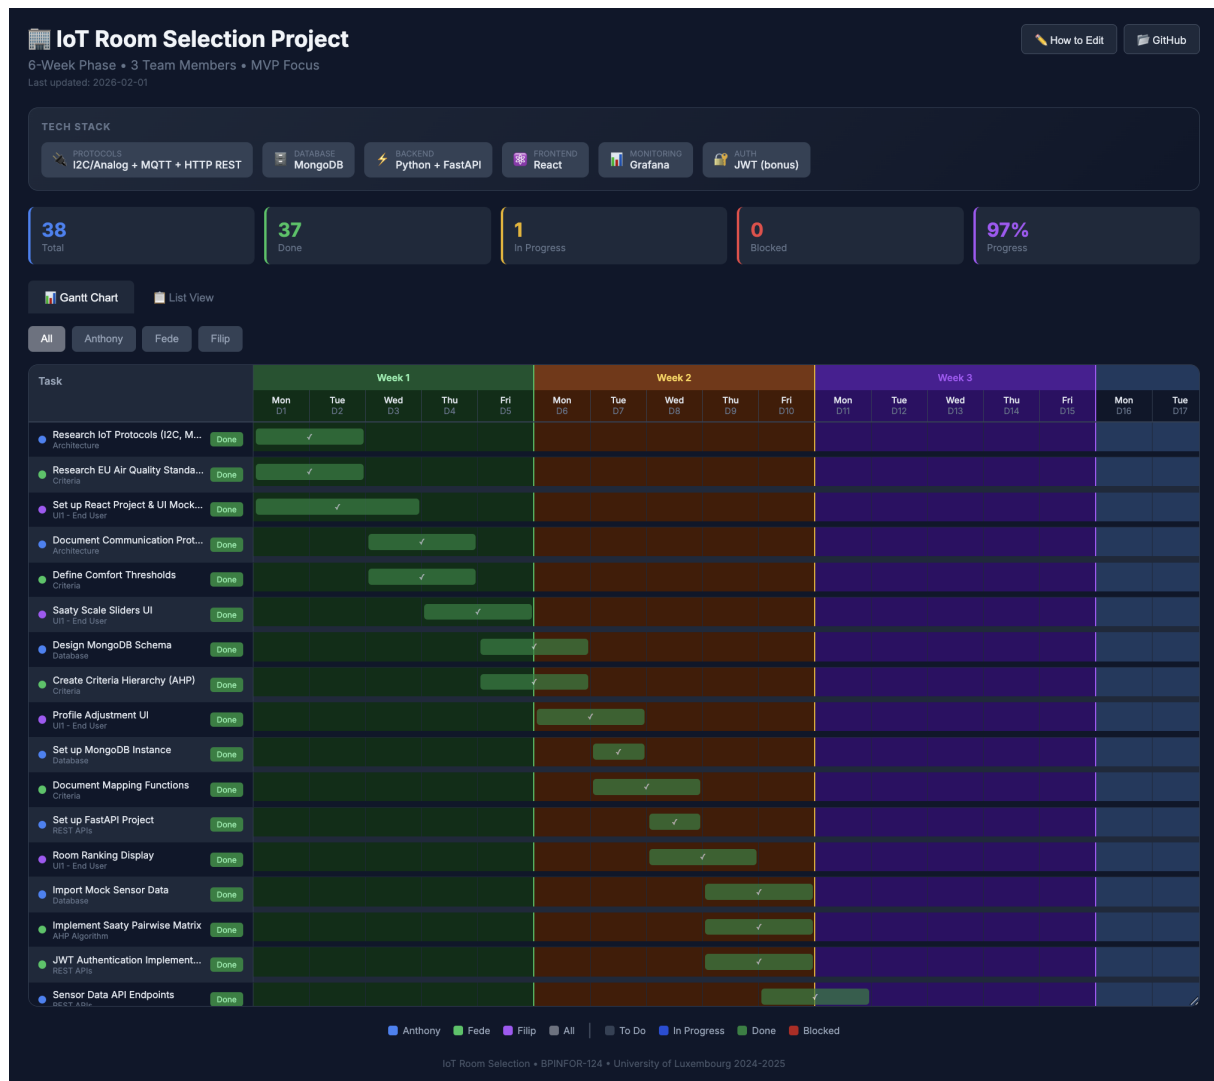 🏢 IoT Room Selection Project
✏️ How to Edit
📁 GitHub
6-Week Phase • 3 Team Members • MVP Focus
Last updated: 2026-02-01
TECH STACK
PROTOCOLS
I2C/Analog + MQTT + HTTP REST
DATABASE
MongoDB
BACKEND
Python + FastAPI
FRONTEND
React
MONITORING
Grafana
AUTH
JWT (bonus)
38
Total
37
Done
1
In Progress
0
Blocked
97%
Progress
📊 Gantt Chart
📋 List View
All
Anthony
Fede
Filip
Task
Week 1
Week 2
Week 3
Mon Tue Wed Thu Fri Mon Tue Wed Thu Fri Mon Tue Wed Thu Fri Mon Tue
D1 D2 D3 D4 D5 D6 D7 D8 D9 D10 D11 D12 D13 D14 D15 D16 D17
Research IoT Protocols (I2C, M...
Architecture
Done
✓
Research EU Air Quality Standa...
Criteria
Done
✓
Set up React Project & UI Mock...
UI1 - End User
Done
✓
Document Communication Prot...
Architecture
Done
✓
Define Comfort Thresholds
Criteria
Done
✓
Saaty Scale Sliders UI
UI1 - End User
Done
✓
Design MongoDB Schema
Database
Done
✓
Create Criteria Hierarchy (AHP)
Criteria
Done
✓
Profile Adjustment UI
UI1 - End User
Done
✓
Set up MongoDB Instance
Database
Done
✓
Document Mapping Functions
Criteria
Done
✓
Set up FastAPI Project
REST APIs
Done
✓
Room Ranking Display
UI1 - End User
Done
✓
Import Mock Sensor Data
Database
Done
✓
Implement Saaty Pairwise Matrix
AHP Algorithm
Done
✓
JWT Authentication Implement...
REST APIs
Done
✓
Sensor Data API Endpoints
REST APIs
Done
✓
Anthony
Fede
Filip
All
To Do
In Progress
Done
Blocked
IoT Room Selection • BPINFOR-124 • University of Luxembourg 2024-2025